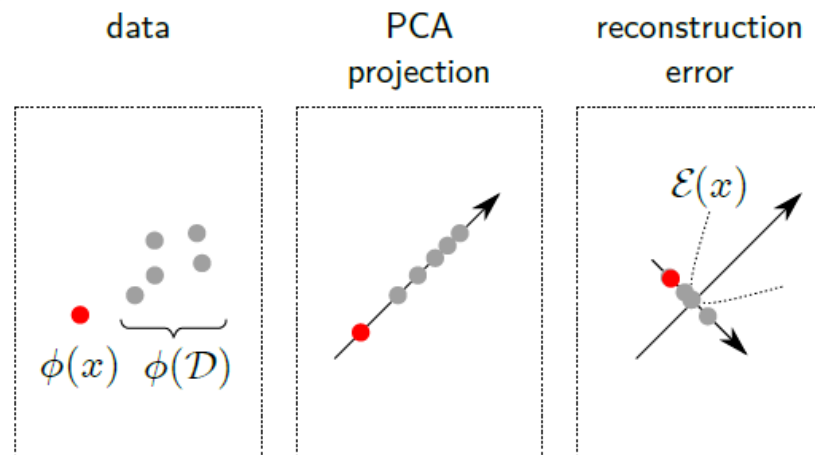 data
PCA
projection
reconstruction
error
ϕ(x)
ϕ(𝒟)
ℰ(x)